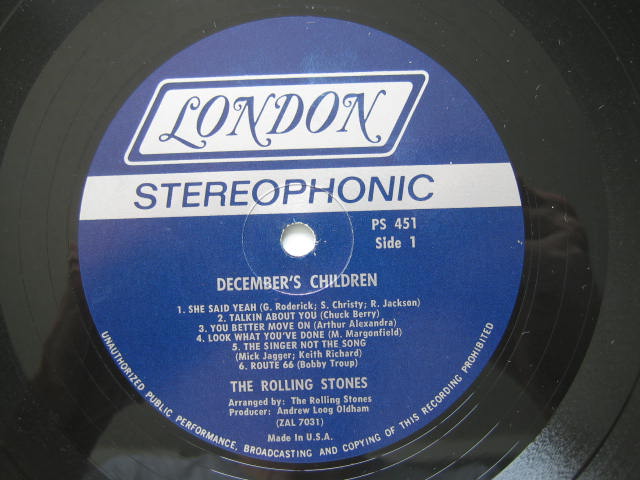 LONDON
STEREOPHONIC
PS 451
Side 1
DECEMBER'S CHILDREN
1. SHE SAID YEAH (G. Roderick; S. Christy; R. Jackson)
2. TALKIN ABOUT YOU (Chuck Berry)
3. YOU BETTER MOVE ON (Arthur Alexandra)
4. LOOK WHAT YOU'VE DONE (M. Margonfield)
5. THE SINGER NOT THE SONG
(Mick Jagger; Keith Richard)
6. ROUTE 66 (Bobby Troup)
THE ROLLING STONES
Arranged by: The Rolling Stones
Producer: Andrew Loog Oldham
(ZAL 7031)
Made in U.S.A.
UNAUTHORIZED PUBLIC PERFORMANCE, BROADCASTING AND COPYING OF THIS RECORDING PROHIBITED